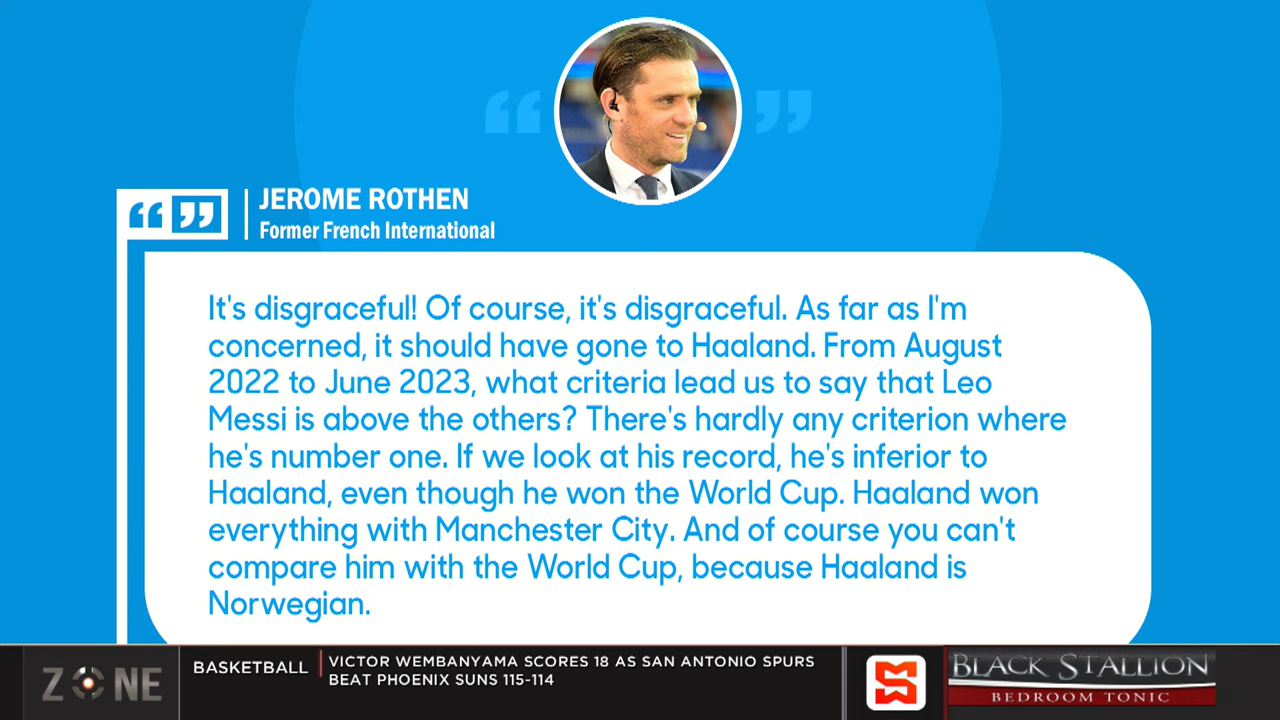 JEROME ROTHEN
Former French International
It's disgraceful! Of course, it's disgraceful. As far as I'm
concerned, it should have gone to Haaland. From August
2022 to June 2023, what criteria lead us to say that Leo
Messi is above the others? There's hardly any criterion where
he's number one. If we look at his record, he's inferior to
Haaland, even though he won the World Cup. Haaland won
everything with Manchester City. And of course you can't
compare him with the World Cup, because Haaland is
Norwegian.
ZONE
BASKETBALL
VICTOR WEMBANYAMA SCORES 18 AS SAN ANTONIO SPURS
BEAT PHOENIX SUNS 115-114
BLACK STALLION
BEDROOM TONIC